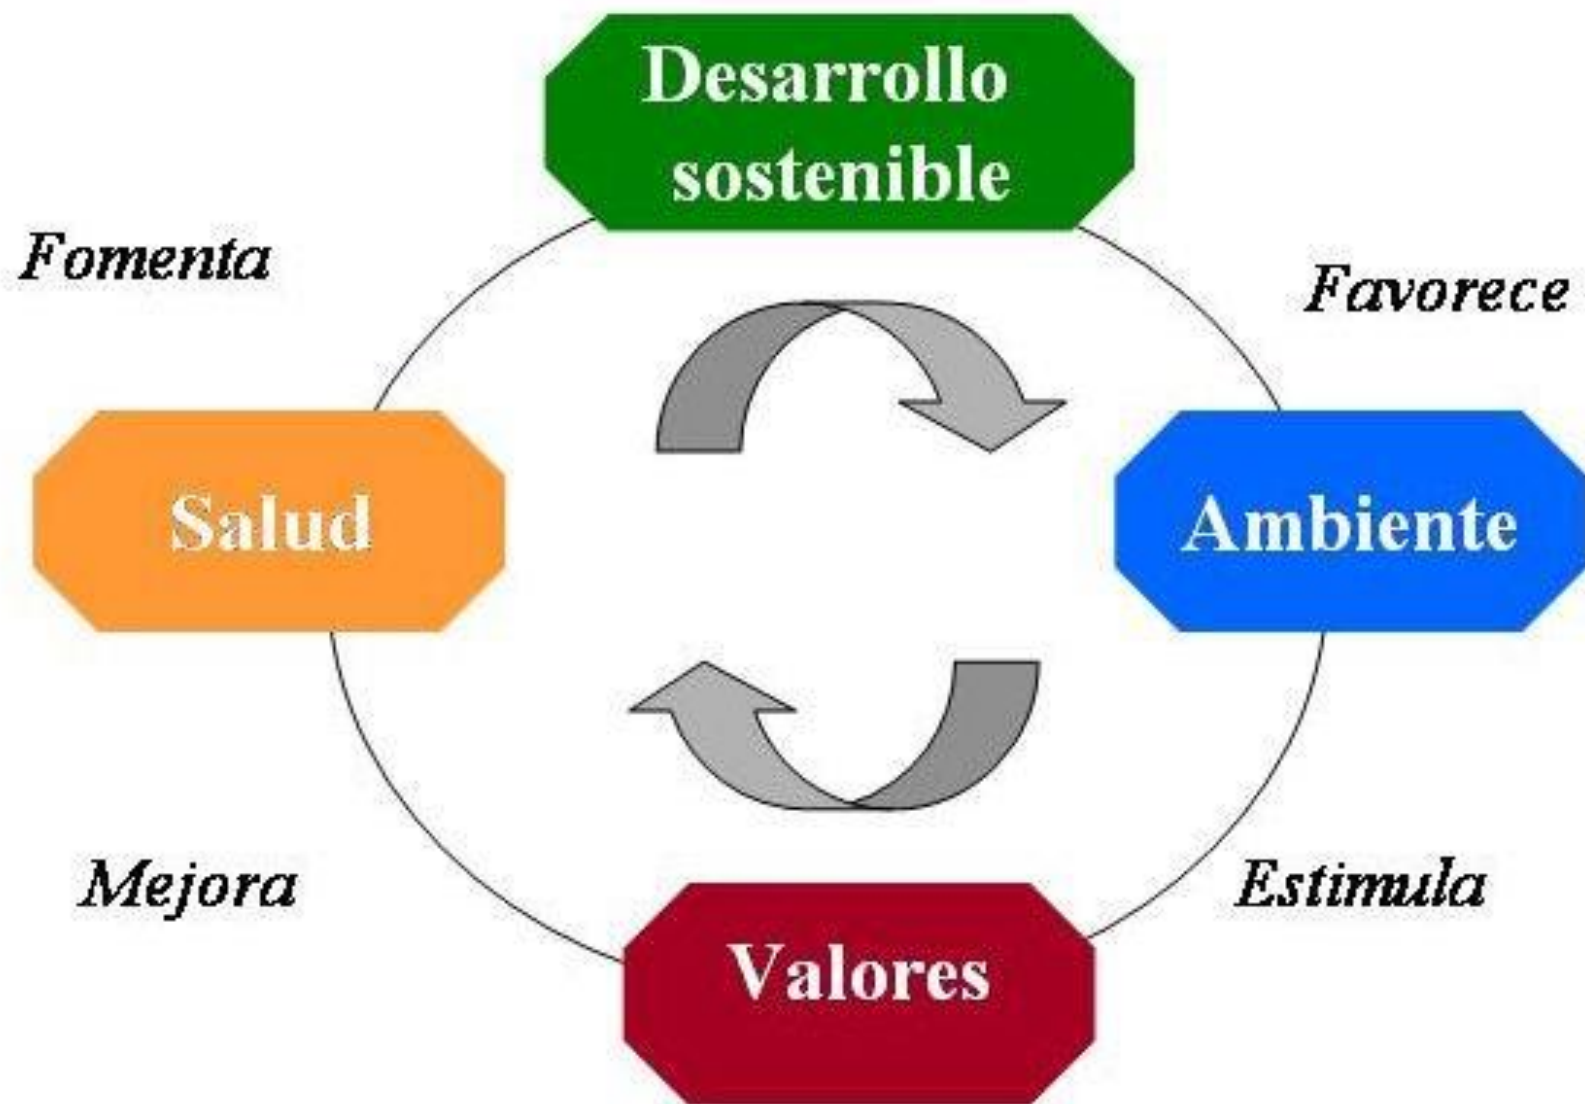 Desarrollo
sostenible
Fomenta
Favorece
Salud
Ambiente
Mejora
Estimula
Valores